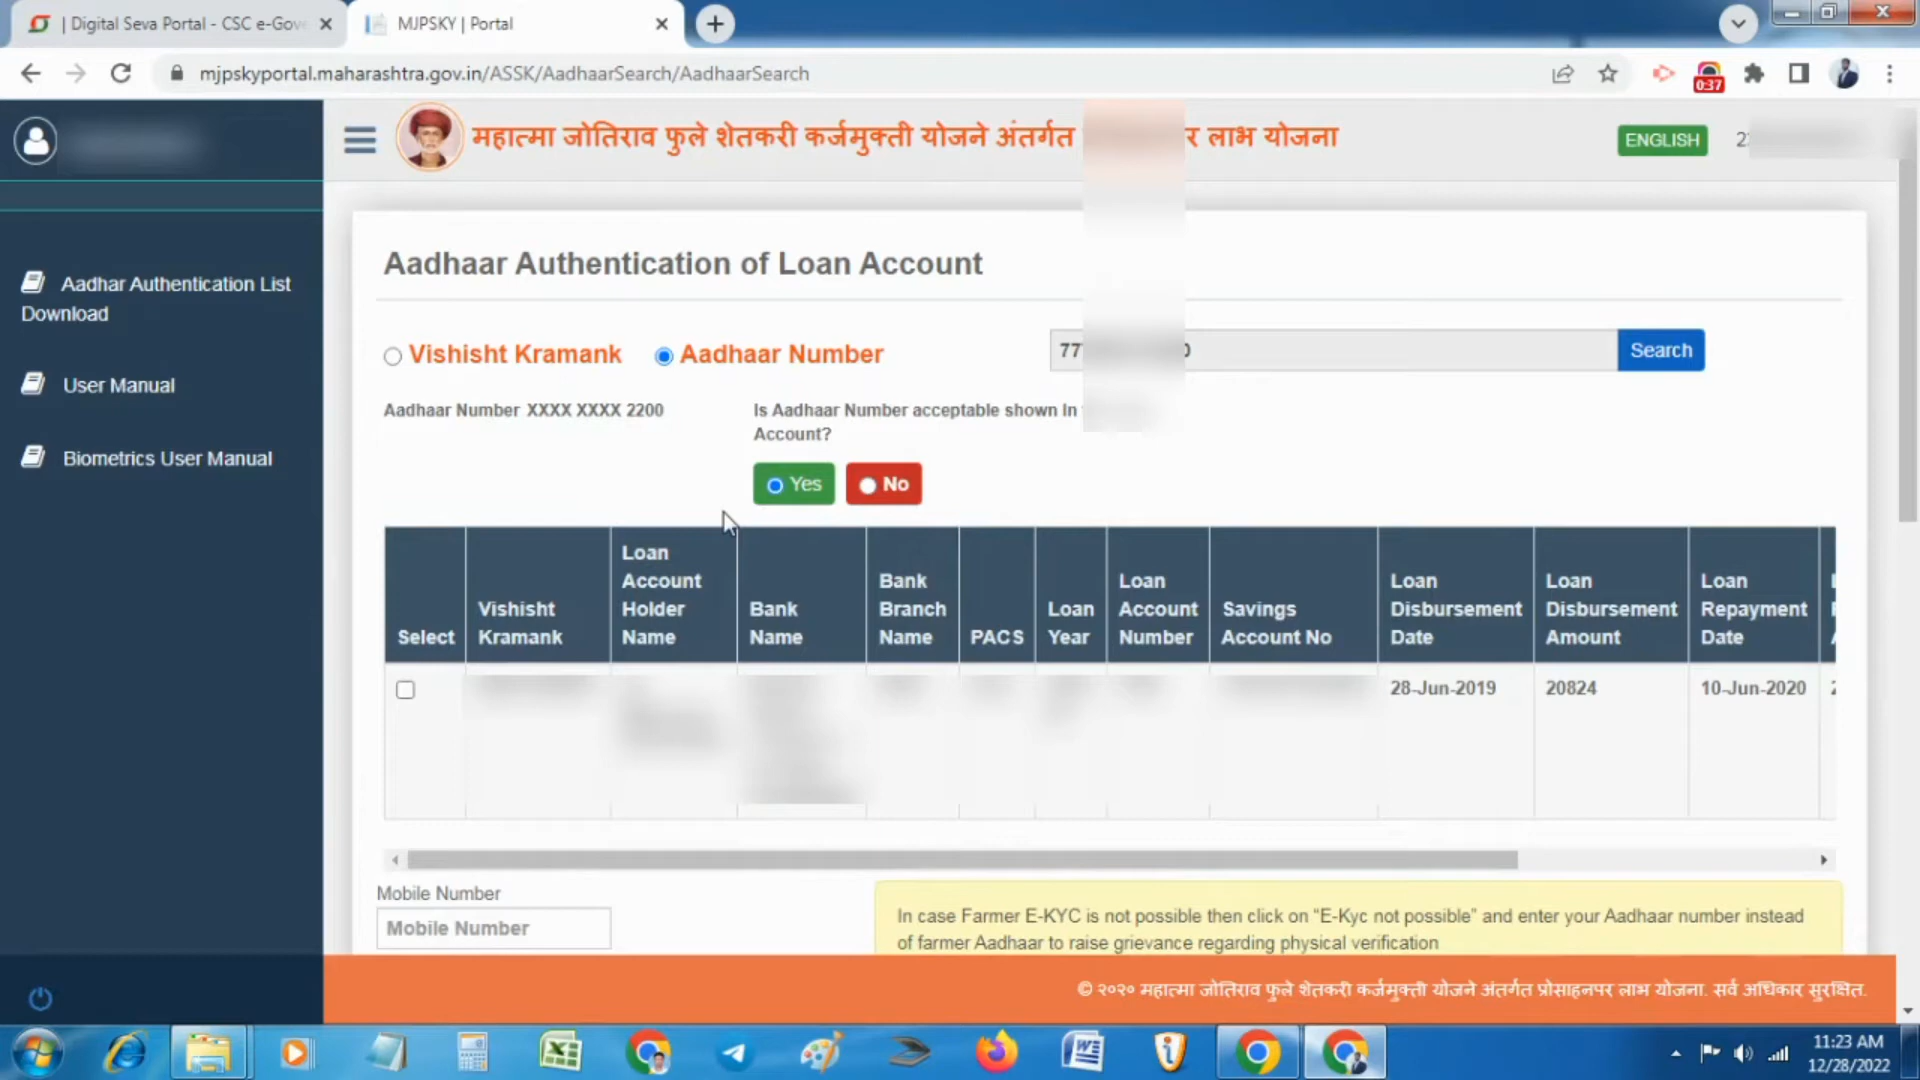 | Digital Seva Portal - CSC e-Gov
MJPSKY | Portal
mjpskyportal.maharashtra.gov.in/ASSK/AadhaarSearch/AadhaarSearch
0:37
महात्मा जोतिराव फुले शेतकरी कर्जमुक्ती योजने अंतर्गत र लाभ योजना
ENGLISH
Aadhar Authentication List
Download
User Manual
Biometrics User Manual
Aadhaar Authentication of Loan Account
Vishisht Kramank
Aadhaar Number
77
Search
Aadhaar Number XXXX XXXX 2200
Is Aadhaar Number acceptable shown In
Account?
Yes
No
Select
Vishisht
Kramank
Loan
Account
Holder
Name
Bank
Name
Bank
Branch
Name
PACS
Loan
Year
Loan
Account
Number
Savings
Account No
Loan
Disbursement
Date
Loan
Disbursement
Amount
Loan
Repayment
Date
28-Jun-2019
20824
10-Jun-2020
Mobile Number
Mobile Number
In case Farmer E-KYC is not possible then click on “E-Kyc not possible” and enter your Aadhaar number instead
of farmer Aadhaar to raise grievance regarding physical verification
© २०२० महात्मा जोतिराव फुले शेतकरी कर्जमुक्ती योजने अंतर्गत प्रोत्साहनपर लाभ योजना. सर्व अधिकार सुरक्षित.
11:23 AM
12/28/2022